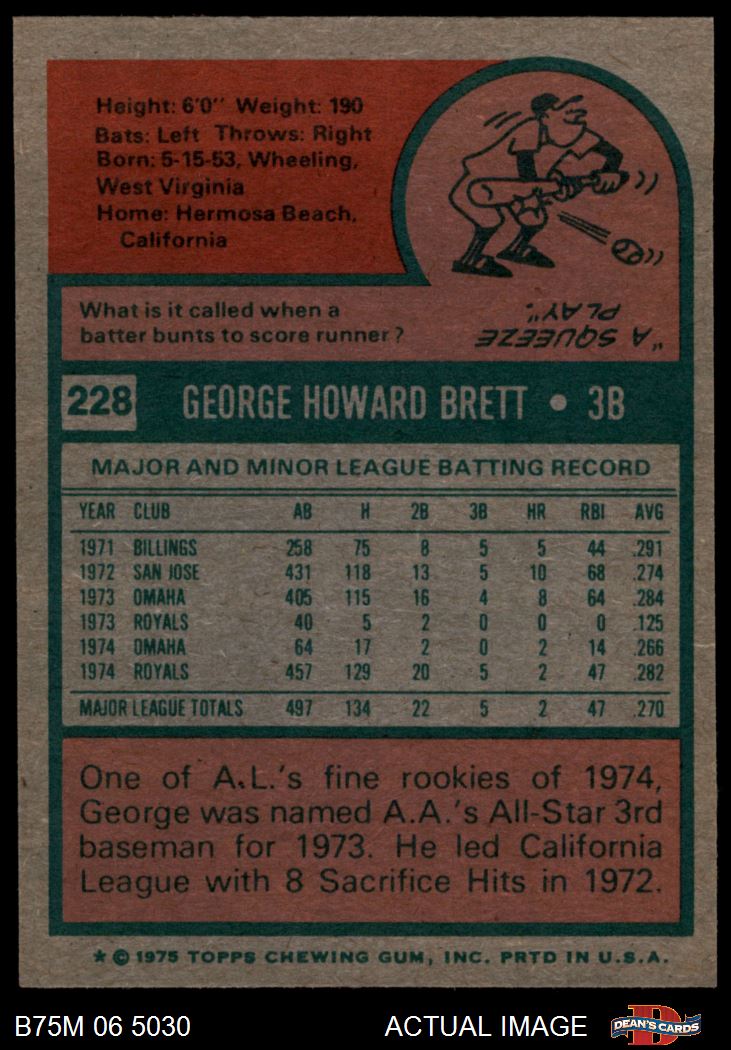 Height: 6'0" Weight: 190
Bats: Left Throws: Right
Born: 5-15-53, Wheeling,
West Virginia
Home: Hermosa Beach,
California
What is it called when a
batter bunts to score runner?
"A SQUEEZE
PLAY".
228 GEORGE HOWARD BRETT • 3B
MAJOR AND MINOR LEAGUE BATTING RECORD
YEAR CLUB AB H 2B 3B HR RBI AVG
1971 BILLINGS 258 75 8 5 5 44 .291
1972 SAN JOSE 431 118 13 5 10 68 .274
1973 OMAHA 405 115 16 4 8 64 .284
1973 ROYALS 40 5 2 0 0 0 .125
1974 OMAHA 64 17 2 0 2 14 .266
1974 ROYALS 457 129 20 5 2 47 .282
MAJOR LEAGUE TOTALS 497 134 22 5 2 47 .270
One of A.L.'s fine rookies of 1974,
George was named A.A.'s All-Star 3rd
baseman for 1973. He led California
League with 8 Sacrifice Hits in 1972.
* © 1975 TOPPS CHEWING GUM, INC. PRTD IN U.S.A.
B75M 06 5030 ACTUAL IMAGE
D
DEAN'S CARDS